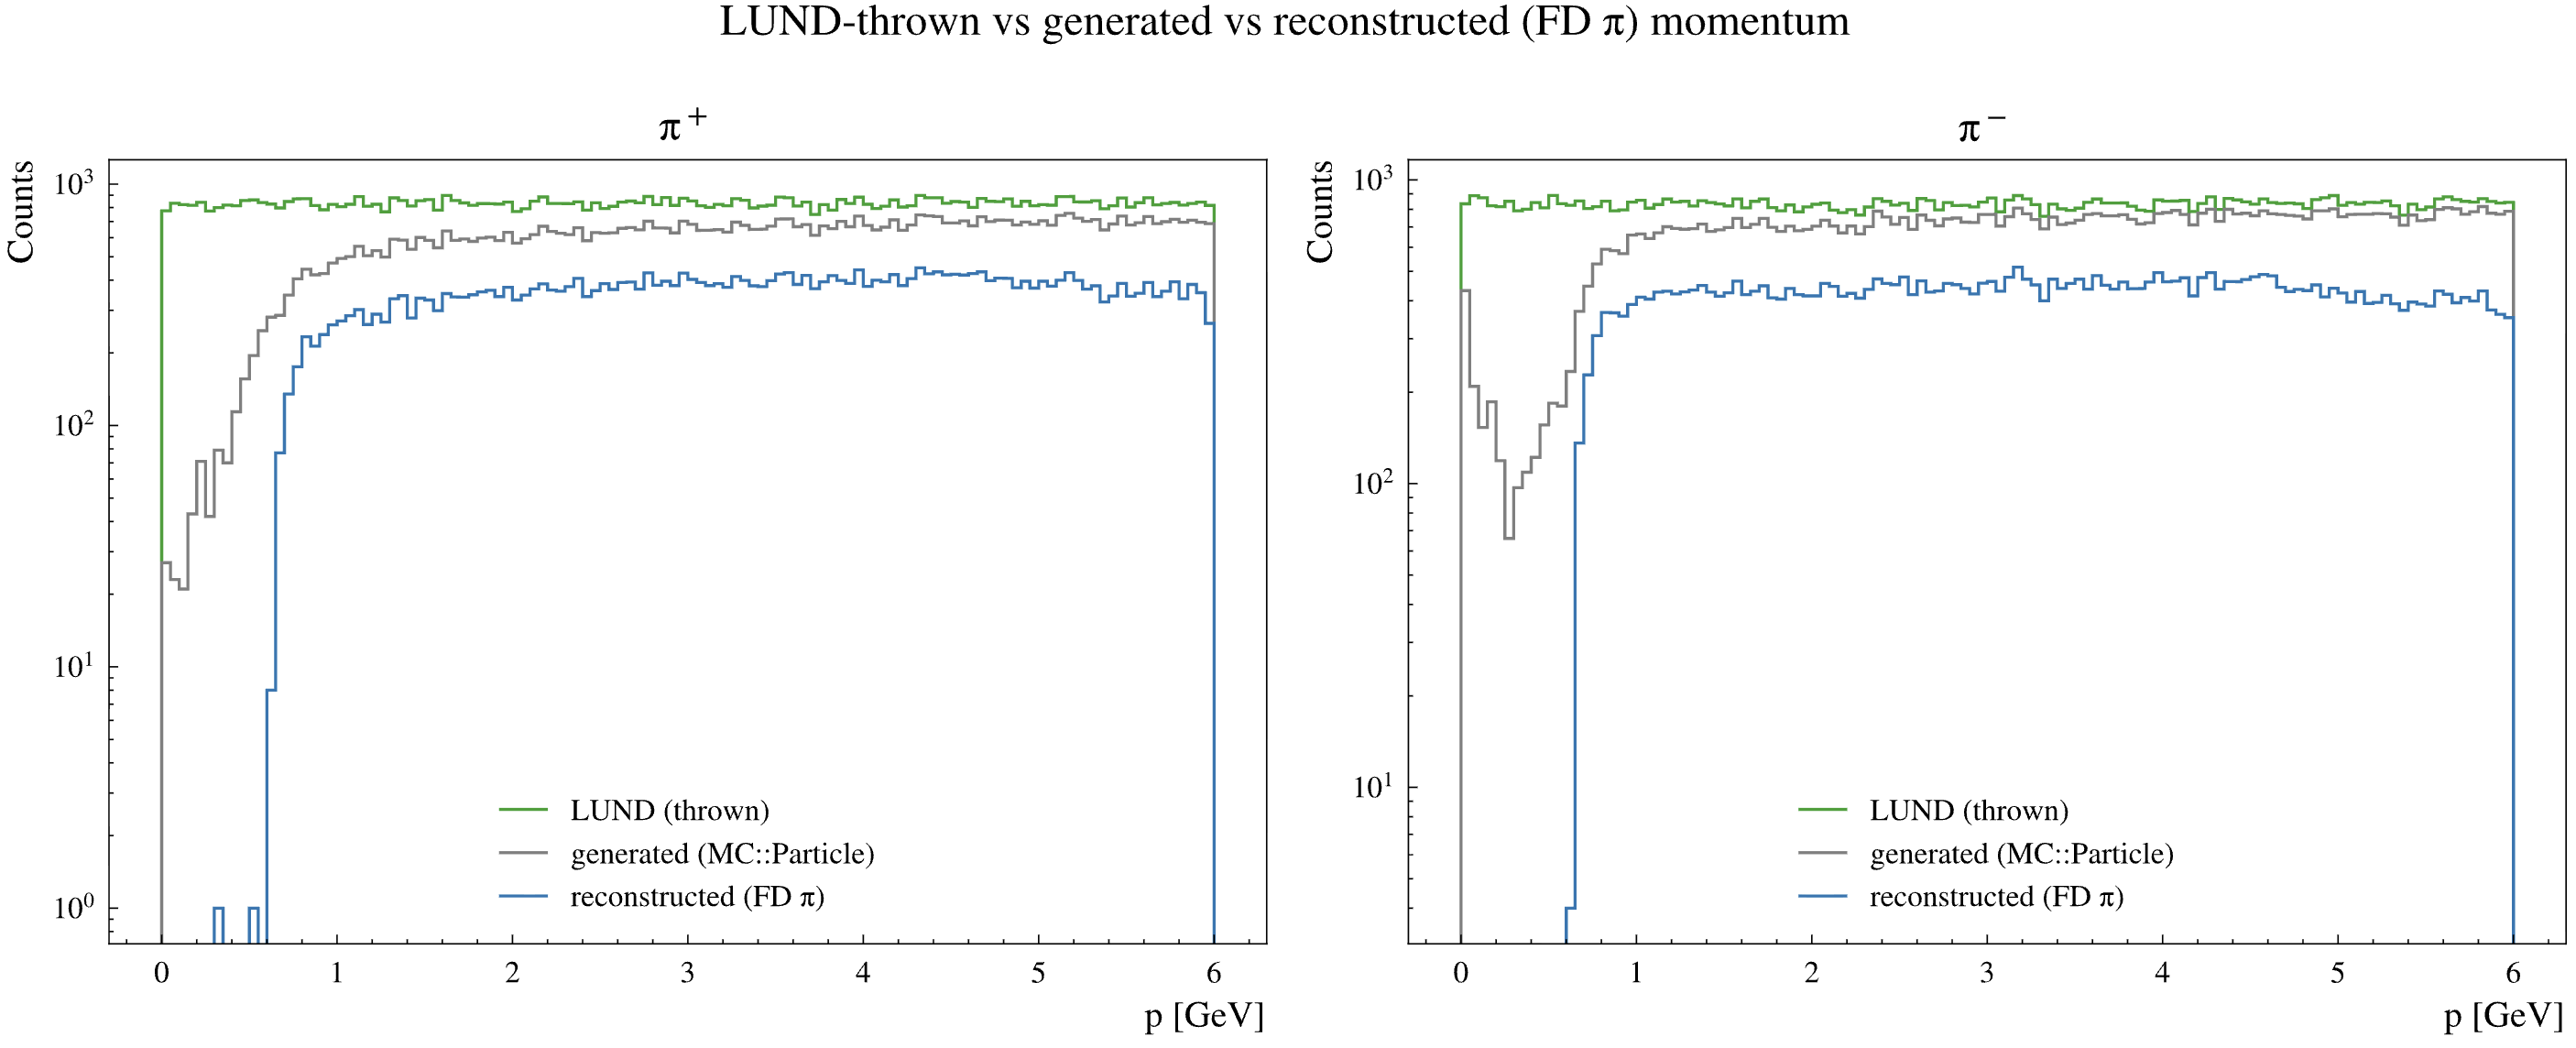 LUND-thrown vs generated vs reconstructed (FD π) momentum
π⁺
Counts
10³
10²
10¹
10⁰
0 1 2 3 4 5 6
p [GeV]
LUND (thrown)
generated (MC::Particle)
reconstructed (FD π)
π⁻
Counts
10³
10²
10¹
0 1 2 3 4 5 6
p [GeV]
LUND (thrown)
generated (MC::Particle)
reconstructed (FD π)